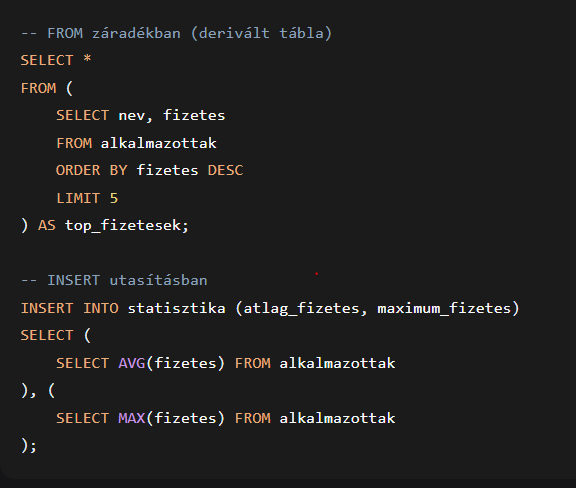 -- FROM záradékban (derivált tábla)
SELECT *
FROM (
    SELECT nev, fizetes
    FROM alkalmazottak
    ORDER BY fizetes DESC
    LIMIT 5
) AS top_fizetesek;

-- INSERT utasításban
INSERT INTO statisztika (atlag_fizetes, maximum_fizetes)
SELECT (
    SELECT AVG(fizetes) FROM alkalmazottak
), (
    SELECT MAX(fizetes) FROM alkalmazottak
);